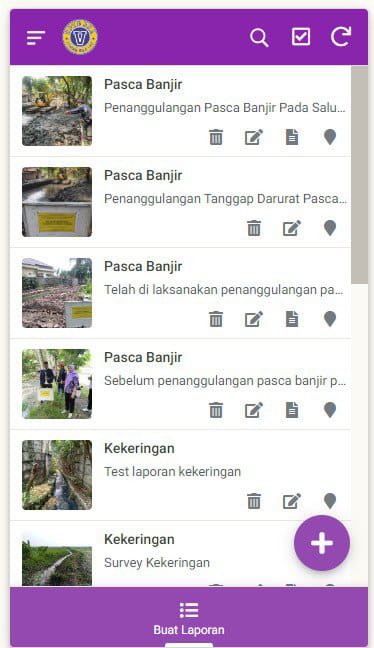 Pasca Banjir
Penanggulangan Pasca Banjir Pada Salu...
Pasca Banjir
Penanggulangan Tanggap Darurat Pasca...
Pasca Banjir
Telah di laksanakan penanggulangan pa...
Pasca Banjir
Sebelum penanggulangan pasca banjir p...
Kekeringan
Test laporan kekeringan
Kekeringan
Survey Kekeringan
Buat Laporan